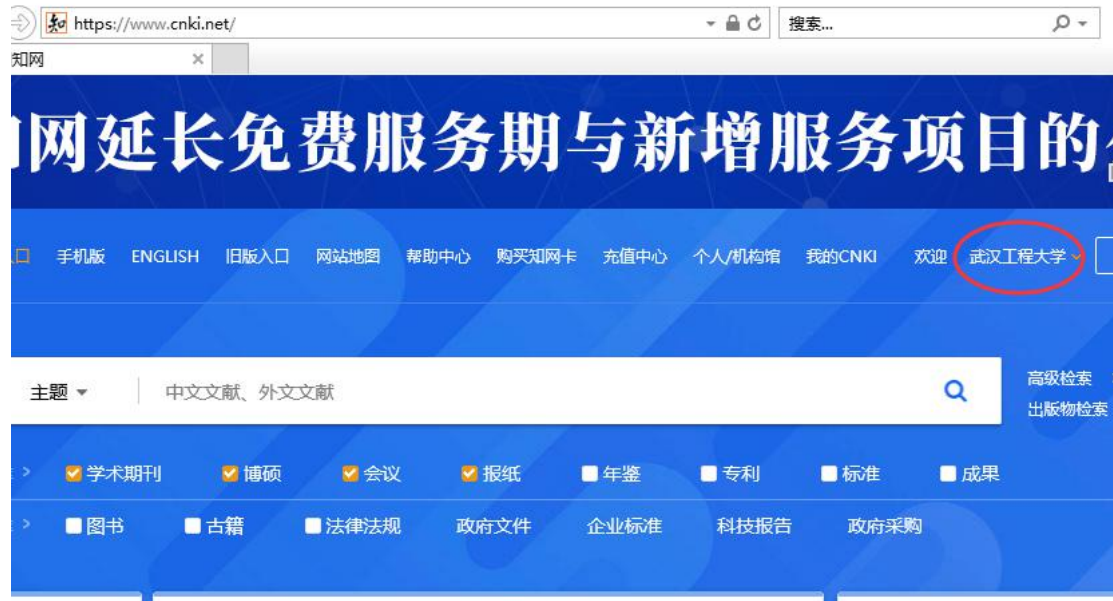 https://www.cnki.net/ 搜索...
知网
网延长免费服务期与新增服务项目的
口 手机版 ENGLISH 旧版入口 网站地图 帮助中心 购买知网卡 充值中心 个人/机构馆 我的CNKI 欢迎 武汉工程大学
主题 中文文献、外文文献 高级检索
出版物检索
学术期刊 博硕 会议 报纸 年鉴 专利 标准 成果
图书 古籍 法律法规 政府文件 企业标准 科技报告 政府采购